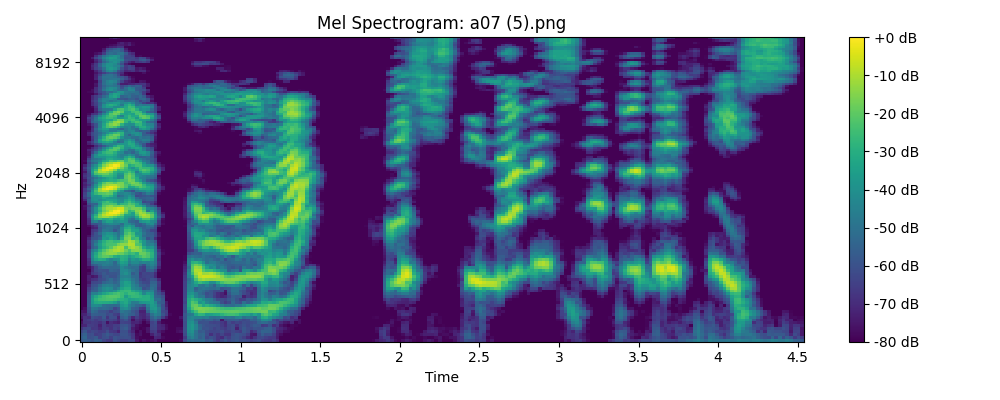 Mel Spectrogram: a07 (5).png
+0 dB
8192
-10 dB
4096
-20 dB
-30 dB
2048
Hz
-40 dB
1024
-50 dB
-60 dB
512
-70 dB
0
-80 dB
0 0.5 1 1.5 2 2.5 3 3.5 4 4.5
Time